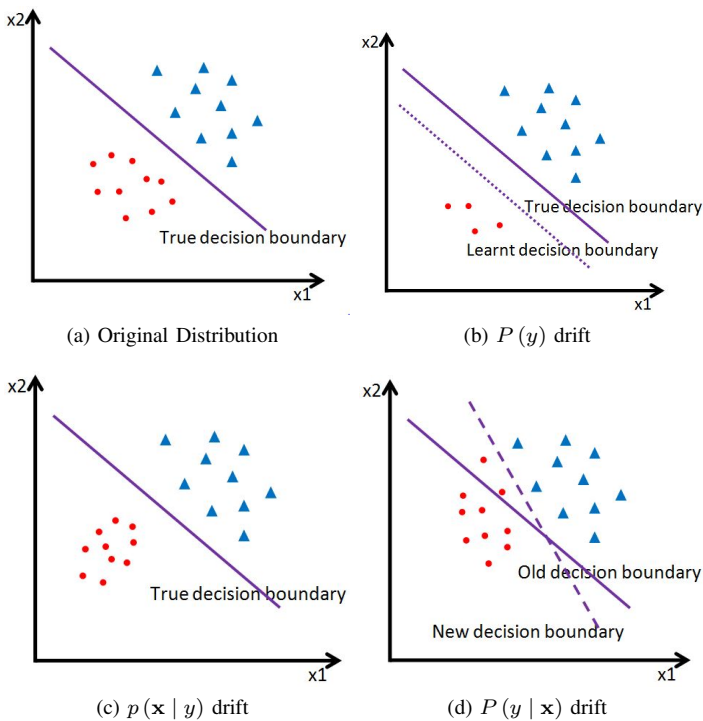 x2
True decision boundary
x1
(a) Original Distribution
x2
True decision boundary
Learnt decision boundary
x1
(b) P (y) drift
x2
True decision boundary
x1
(c) p (x | y) drift
x2
Old decision boundary
New decision boundary
x1
(d) P (y | x) drift